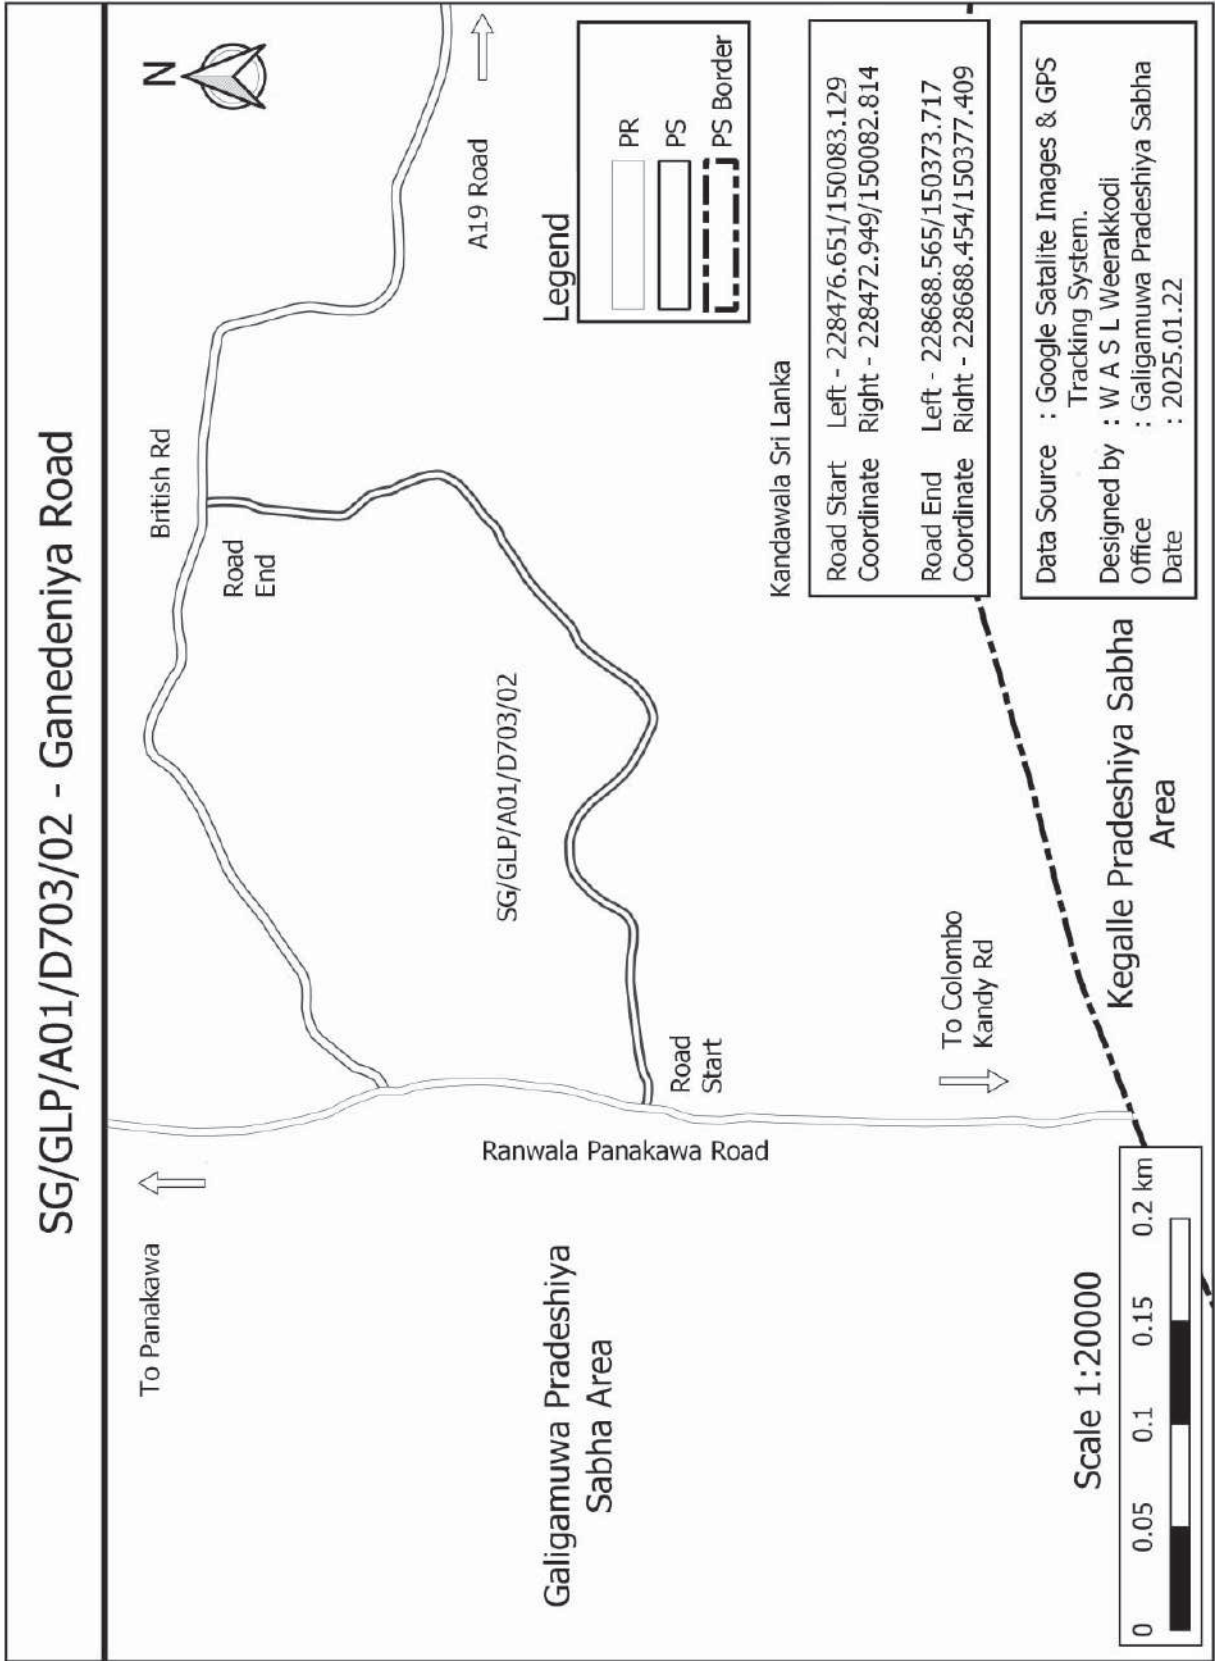 SG/GLP/A01/D703/02 - Ganedeniya Road
N
To Panakawa
British Rd
Road
End
A19 Road
SG/GLP/A01/D703/02
Ranwala Panakawa Road
Road
Start
To Colombo
Kandy Rd
Galigamuwa Pradeshiya
Sabha Area
Kegalle Pradeshiya Sabha
Area
Legend
PR
PS
PS Border
Kandawala Sri Lanka
Road Start Left - 228476.651/150083.129
Coordinate Right - 228472.949/150082.814
Road End Left - 228688.565/150373.717
Coordinate Right - 228688.454/150377.409
Data Source : Google Satalite Images & GPS
Tracking System.
Designed by : W A S L Weerakkodi
Office : Galigamuwa Pradeshiya Sabha
Date : 2025.01.22
Scale 1:20000
0 0.05 0.1 0.15 0.2 km